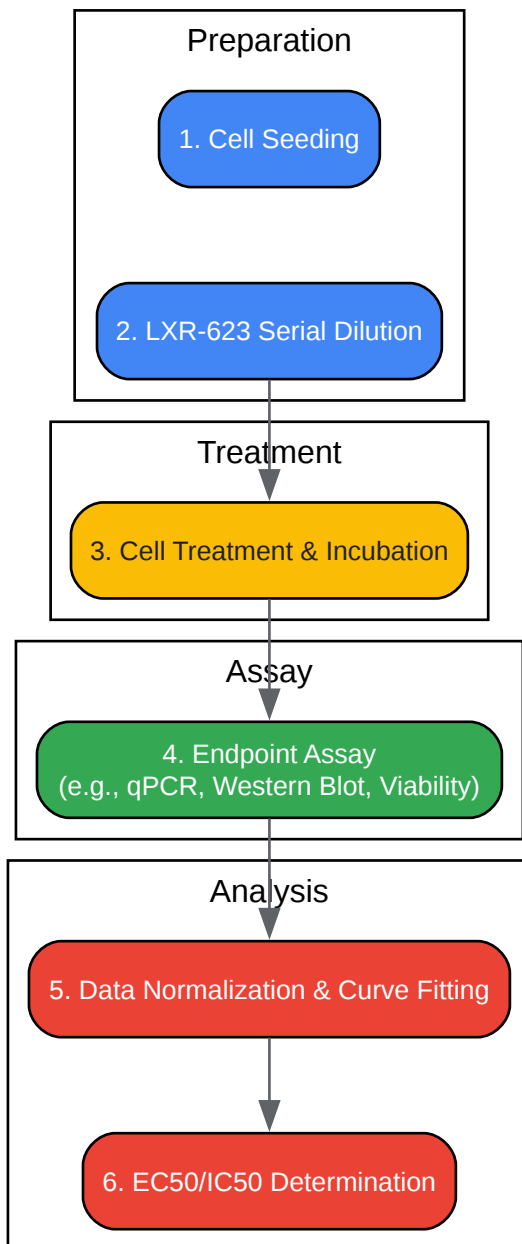 Preparation
1. Cell Seeding
2. LXR-623 Serial Dilution
Treatment
3. Cell Treatment & Incubation
Assay
4. Endpoint Assay
(e.g., qPCR, Western Blot, Viability)
Analysis
5. Data Normalization & Curve Fitting
6. EC50/IC50 Determination